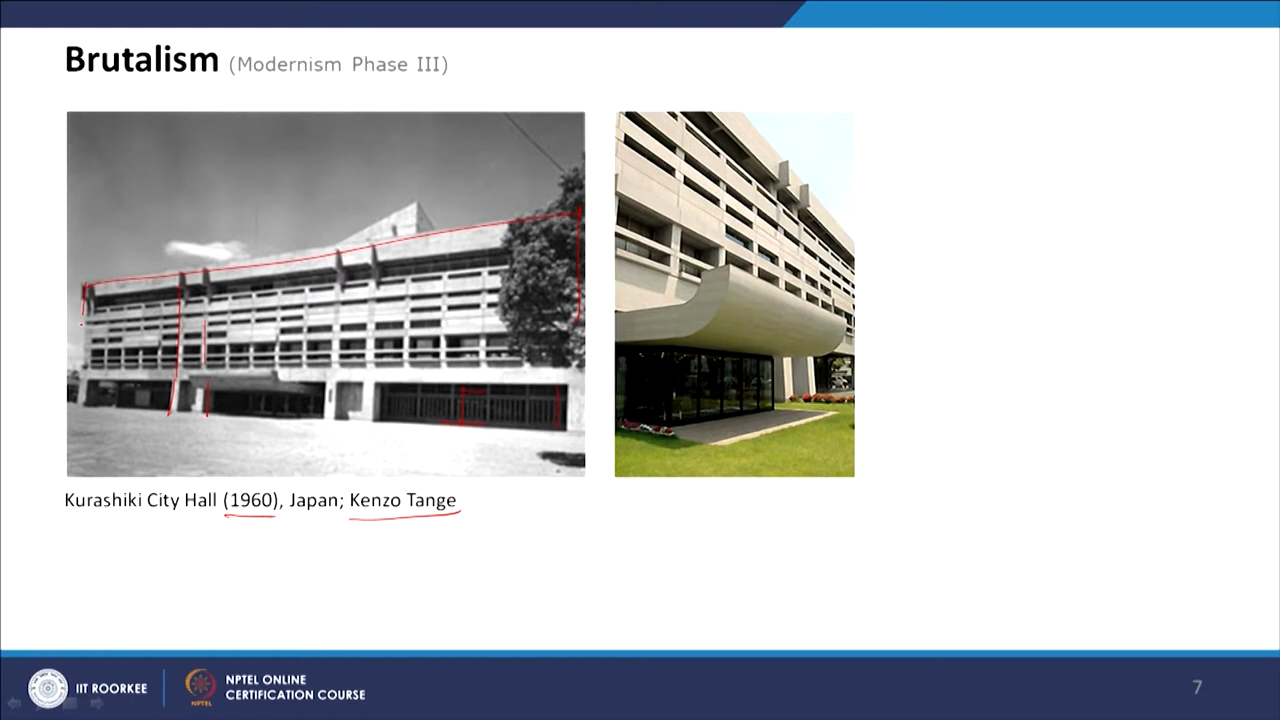 Brutalism (Modernism Phase III)
Kurashiki City Hall (1960), Japan; Kenzo Tange
IIT ROORKEE
NPTEL
NPTEL ONLINE
CERTIFICATION COURSE
7